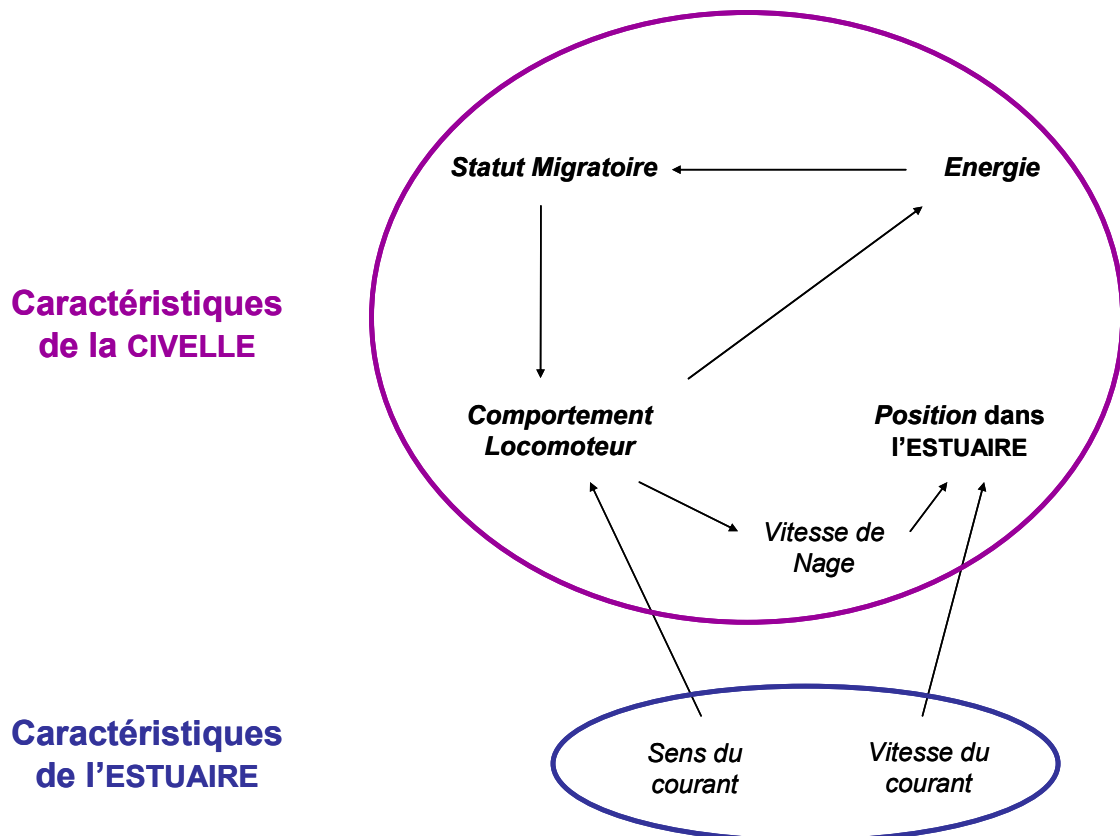 Statut Migratoire
Energie
Caractéristiques
de la CIVELLE
Comportement
Locomoteur
Position dans
l'ESTUAIRE
Vitesse de
Nage
Caractéristiques
de l'ESTUAIRE
Sens du
courant
Vitesse du
courant